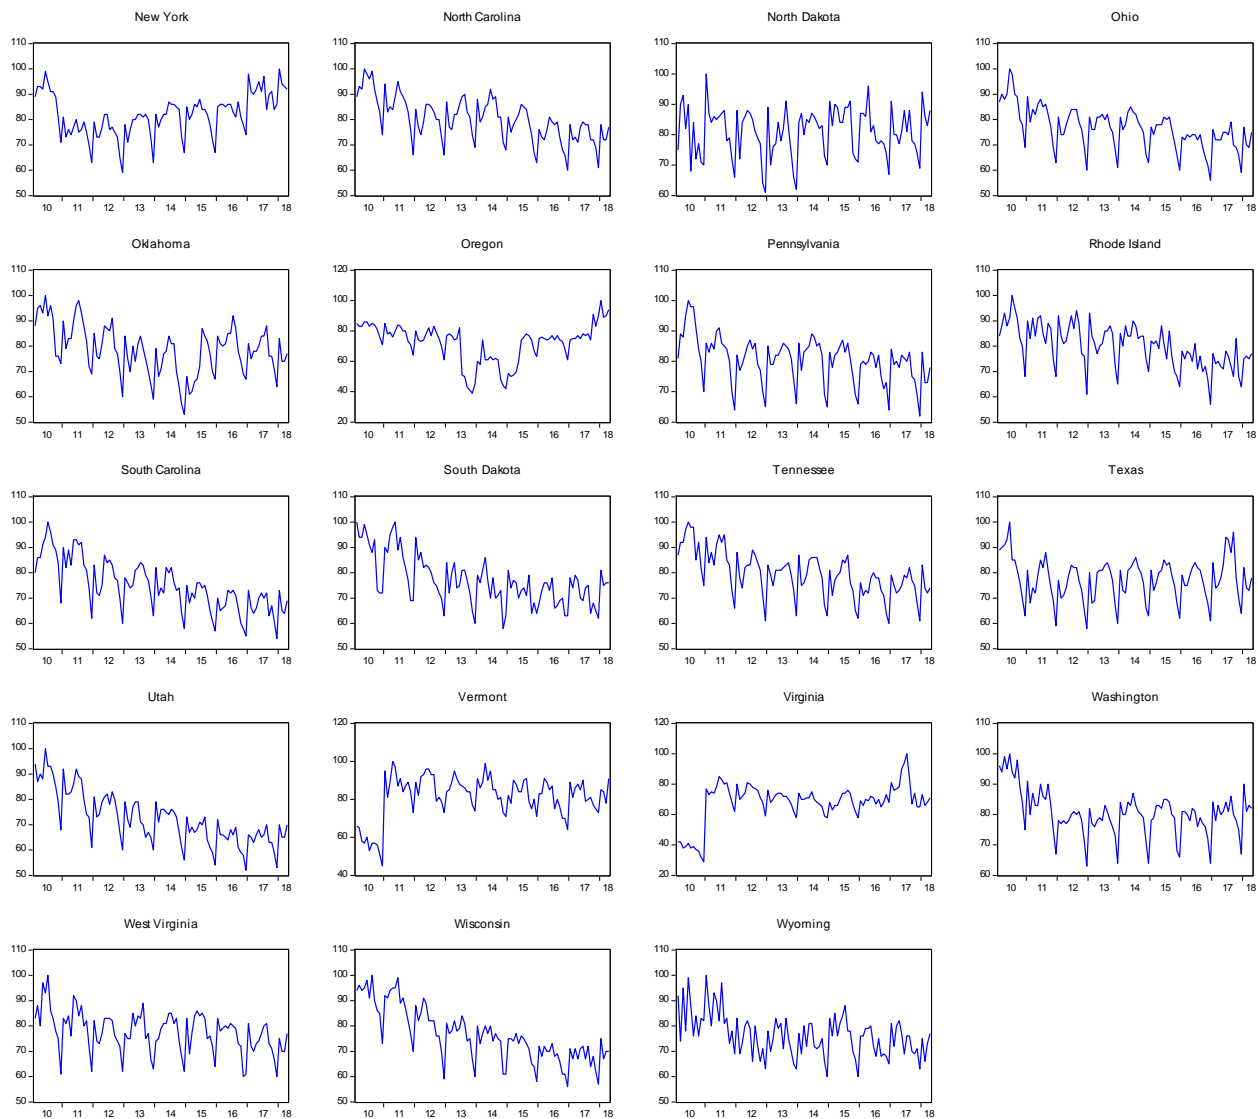 New York North Carolina North Dakota Ohio
110 110 110 110
100 100 100 100
90 90 90 90
80 80 80 80
70 70 70 70
60 60 60
50 50 60 50
10 11 12 13 14 15 16 17 18 10 11 12 13 14 15 16 17 18 10 11 12 13 14 15 16 17 18 10 11 12 13 14 15 16 17 18
Oklahoma Oregon Pennsylvania Rhode Island
110 120 110 110
100 100 100 100
90 90 90
80 80 80 80
70 60 70 70
60 40 60
50 20 60 50
10 11 12 13 14 15 16 17 18 10 11 12 13 14 15 16 17 18 10 11 12 13 14 15 16 17 18 10 11 12 13 14 15 16 17 18
South Carolina South Dakota Tennessee Texas
110 110 110 110
100 100 100 100
90 90 90 90
80 80 80 80
70 70 70 70
60 60 60 60
50 50 50 50
10 11 12 13 14 15 16 17 18 10 11 12 13 14 15 16 17 18 10 11 12 13 14 15 16 17 18 10 11 12 13 14 15 16 17 18
Utah Vermont Virginia Washington
110 120 120 110
100 100 100 100
90 90
80 80 80 80
70 60 60 70
60 40
50 40 20 60
10 11 12 13 14 15 16 17 18 10 11 12 13 14 15 16 17 18 10 11 12 13 14 15 16 17 18 10 11 12 13 14 15 16 17 18
West Virginia Wisconsin Wyoming
110 110 110
100 100 100
90 90 90
80 80 80
70 70 70
60 60 60
50 50 50
10 11 12 13 14 15 16 17 18 10 11 12 13 14 15 16 17 18 10 11 12 13 14 15 16 17 18